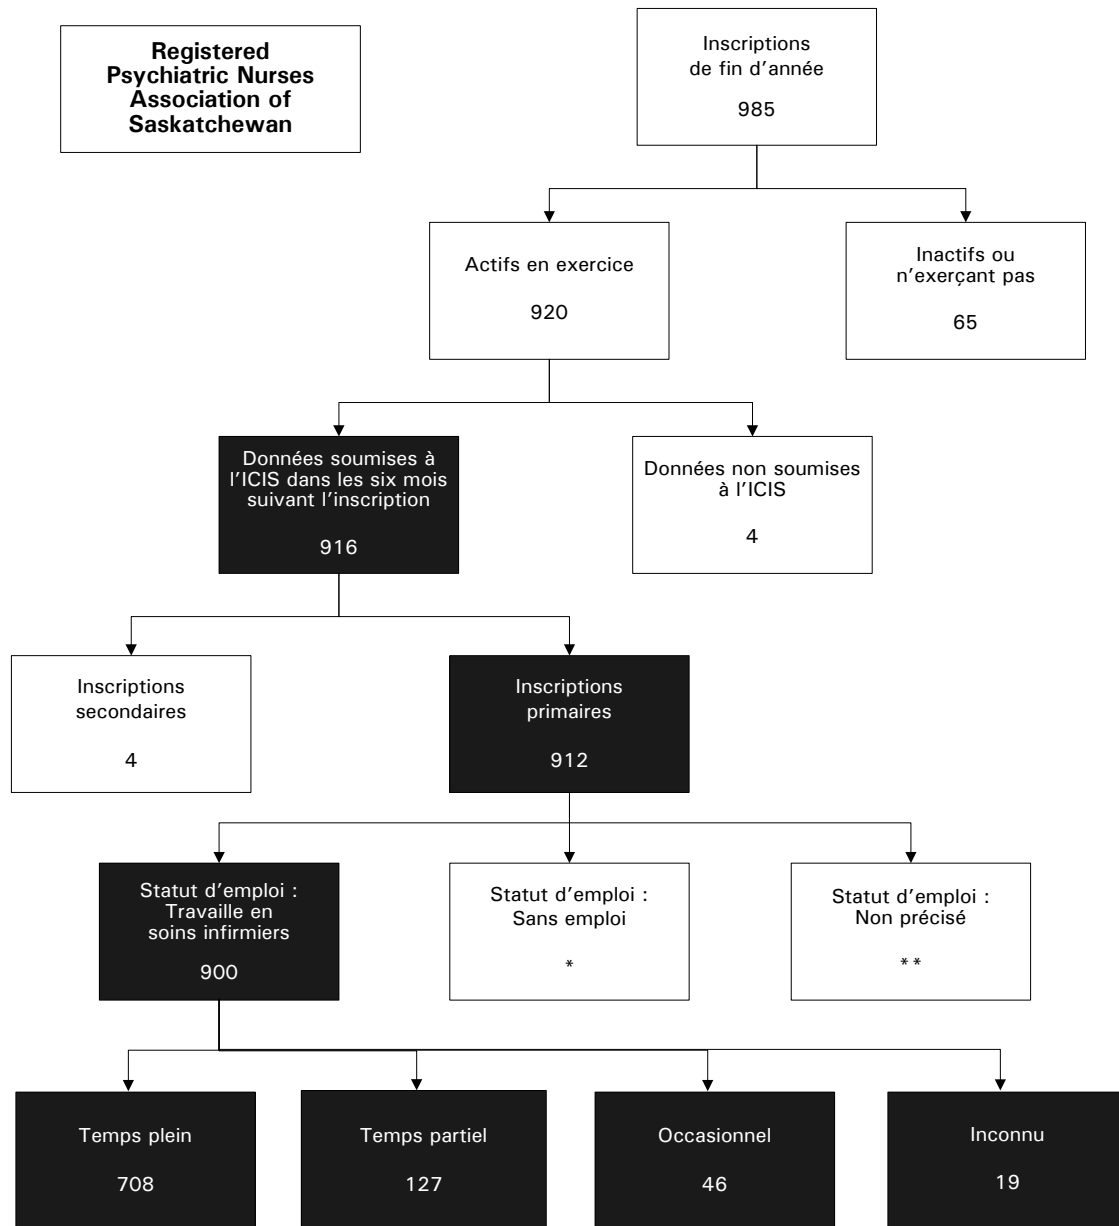 Registered
Psychiatric Nurses
Association of
Saskatchewan
Inscriptions
de fin d'année
985
Actifs en exercice
920
Inactifs ou
n'exerçant pas
65
Données soumises à
l'ICIS dans les six mois
suivant l'inscription
916
Données non soumises
à l'ICIS
4
Inscriptions
secondaires
4
Inscriptions
primaires
912
Statut d'emploi :
Travaille en
soins infirmiers
900
Statut d'emploi :
Sans emploi
*
Statut d'emploi :
Non précisé
**
Temps plein
708
Temps partiel
127
Occasionnel
46
Inconnu
19